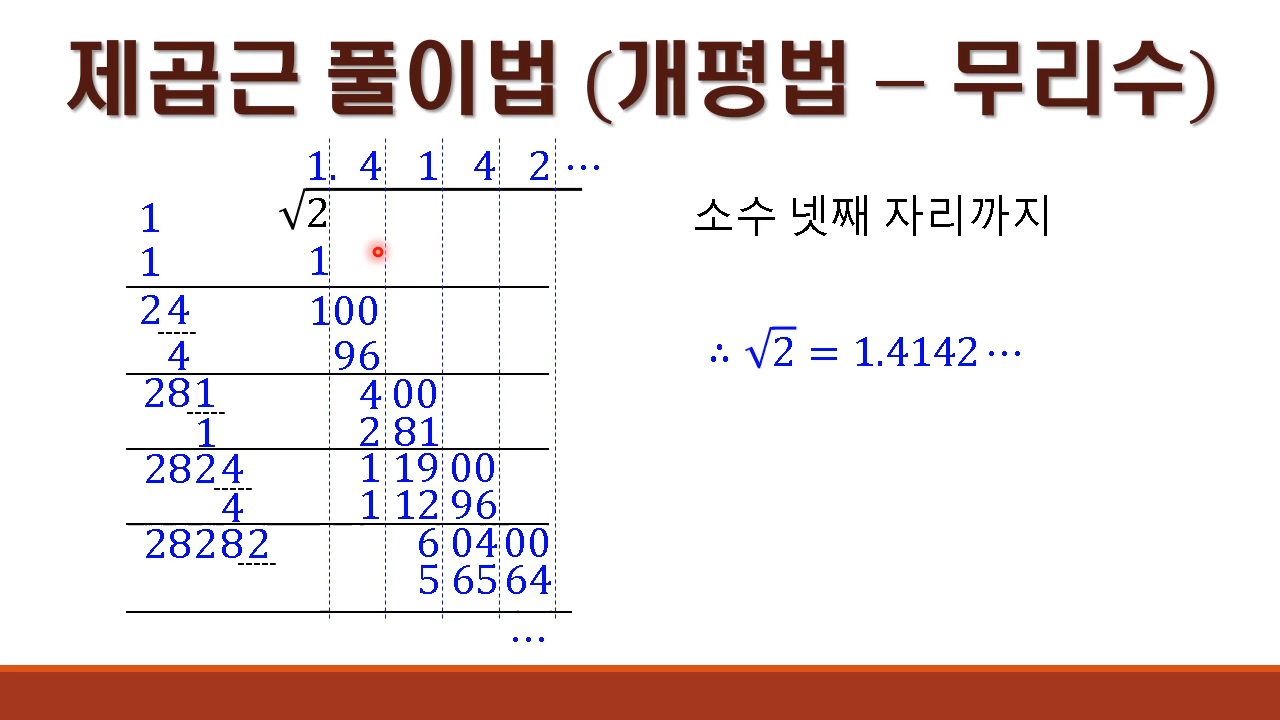 제곱근 풀이법 (개평법 – 무리수)
1. 4 1 4 2 ⋯
1 √2
1 1
24 100
4 96
281 4 00
1 2 81
2824 1 19 00
4 1 12 96
28282 6 04 00
5 65 64
⋯
소수 넷째 자리까지
∴ √2 = 1.4142⋯